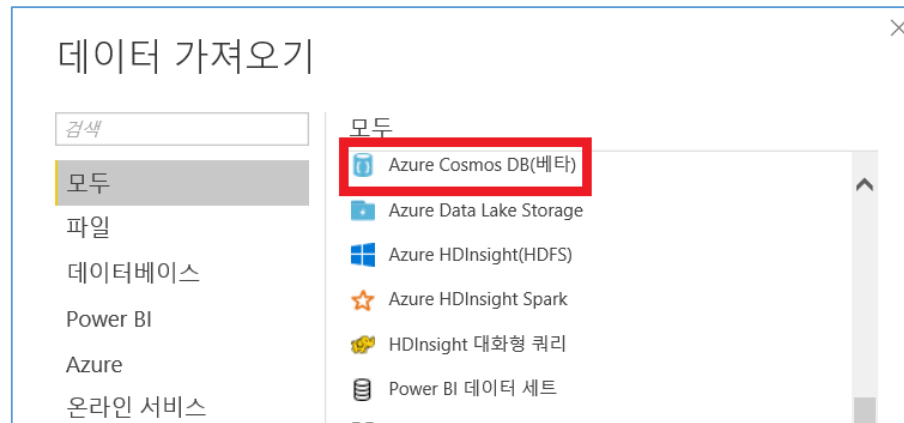 데이터 가져오기
검색
모두
파일
데이터베이스
Power BI
Azure
온라인 서비스
모두
Azure Cosmos DB(베타)
Azure Data Lake Storage
Azure HDInsight(HDFS)
Azure HDInsight Spark
HDInsight 대화형 쿼리
Power BI 데이터 세트